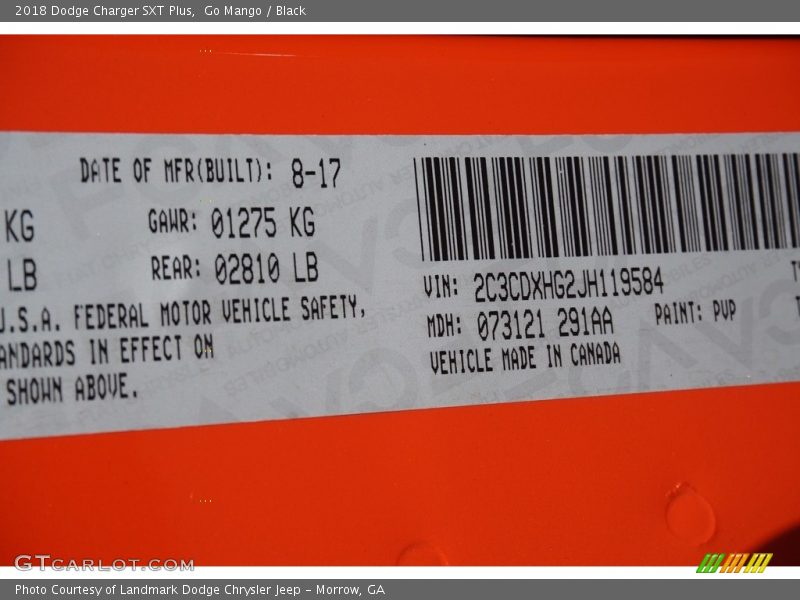 2018 Dodge Charger SXT Plus,  Go Mango / Black
DATE OF MFR(BUILT): 8-17
KG GAWR: 01275 KG
LB REAR: 02810 LB
U.S.A. FEDERAL MOTOR VEHICLE SAFETY,
ANDARDS IN EFFECT ON
SHOWN ABOVE.
VIN: 2C3CDXHG2JH119584
MDH: 073121 291AA PAINT: PVP
VEHICLE MADE IN CANADA
GTCARLOT.COM
Photo Courtesy of Landmark Dodge Chrysler Jeep – Morrow, GA